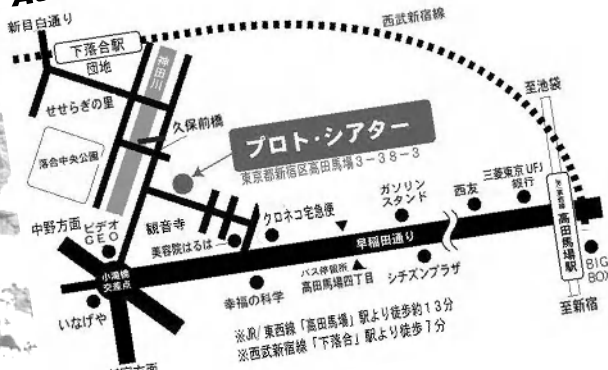 新目白通り
西武新宿線
下落合駅
団地
神田川
せせらぎの里
至池袋
久保前橋
プロト・シアター
東京都新宿区高田馬場3-38-3
落合中央公園
ガソリン
スタンド
西友
三菱東京UFJ
銀行
高田馬場駅
中野方面
ビデオ
GEO
観音寺
クロネコ宅急便
美容院はるは
早稲田通り
BIG
BOX
小滝橋
交差点
バス停留所
高田馬場四丁目
シチズンプラザ
いなげや
幸福の科学
至新宿
※JR/東西線「高田馬場」駅より徒歩約13分
※西武新宿線「下落合」駅より徒歩7分